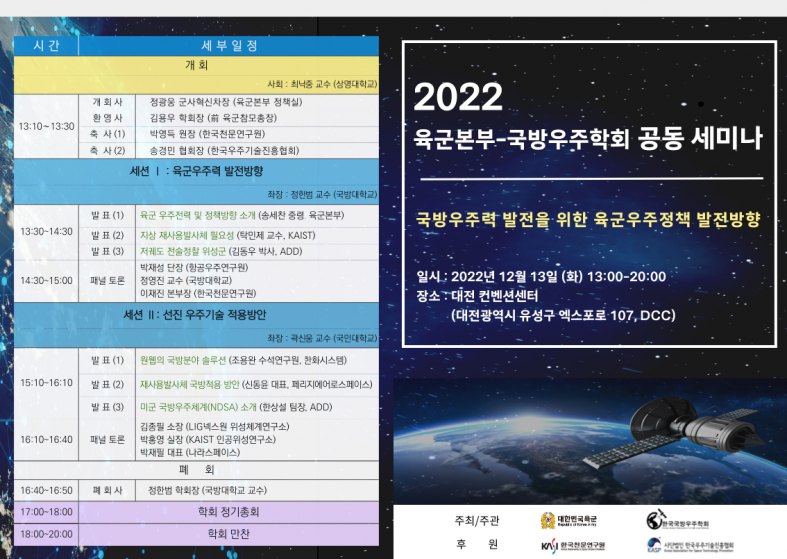 시 간 세 부 일 정
개 회
사회 : 최낙중 교수 (상명대학교)
13:10~13:30
개 회 사 정광웅 군사혁신차장 (육군본부 정책실)
환 영 사 김용우 학회장 (前 육군참모총장)
축 사 (1) 박영득 원장 (한국천문연구원)
축 사 (2) 송경민 협회장 (한국우주기술진흥협회)
세션 Ⅰ : 육군우주력 발전방향
좌장 : 정한범 교수 (국방대학교)
13:30~14:30
발 표 (1) 육군 우주전력 및 정책방향 소개 (송세찬 중령, 육군본부)
발 표 (2) 지상 재사용발사체 필요성 (탁민제 교수, KAIST)
발 표 (3) 저궤도 전술정찰 위성군 (김동우 박사, ADD)
14:30~15:00 패널 토론
박재성 단장 (항공우주연구원)
정영진 교수 (국방대학교)
이재진 본부장 (한국천문연구원)
세션 Ⅱ : 선진 우주기술 적용방안
좌장 : 곽신웅 교수 (국민대학교)
15:10~16:10
발 표 (1) 원웹의 국방분야 솔루션 (조용완 수석연구원, 한화시스템)
발 표 (2) 재사용발사체 국방적용 방안 (신동윤 대표, 페리지에어로스페이스)
발 표 (3) 미군 국방우주체계(NDSA) 소개 (한상설 팀장, ADD)
16:10~16:40 패널 토론
김종필 소장 (LIG넥스원 위성체계연구소)
박홍영 실장 (KAIST 인공위성연구소)
박재필 대표 (나라스페이스)
폐 회
16:40~16:50 폐 회 사 정한범 학회장 (국방대학교 교수)
17:00~18:00 학회 정기총회
18:00~20:00 학회 만찬
2022
육군본부-국방우주학회 공동 세미나
국방우주력 발전을 위한 육군우주정책 발전방향
일시 : 2022년 12월 13일 (화) 13:00-20:00
장소 : 대전 컨벤션센터
(대전광역시 유성구 엑스포로 107, DCC)
주최/주관 대한민국육군 한국국방우주학회
Republic of Korea Army
후 원 KASI 한국천문연구원 KASP 사단법인 한국우주기술진흥협회